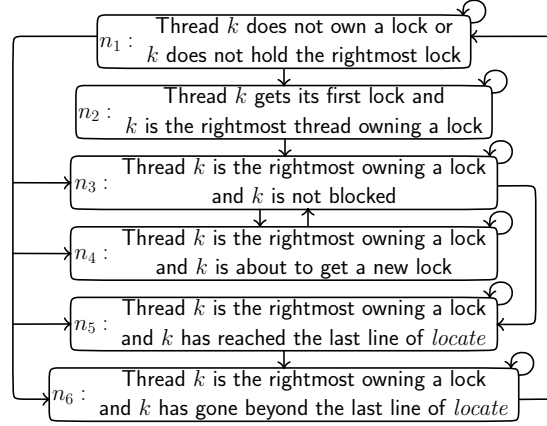 n₁ : Thread k does not own a lock or
k does not hold the rightmost lock
n₂ : Thread k gets its first lock and
k is the rightmost thread owning a lock
n₃ : Thread k is the rightmost owning a lock
and k is not blocked
n₄ : Thread k is the rightmost owning a lock
and k is about to get a new lock
n₅ : Thread k is the rightmost owning a lock
and k has reached the last line of locate
n₆ : Thread k is the rightmost owning a lock
and k has gone beyond the last line of locate